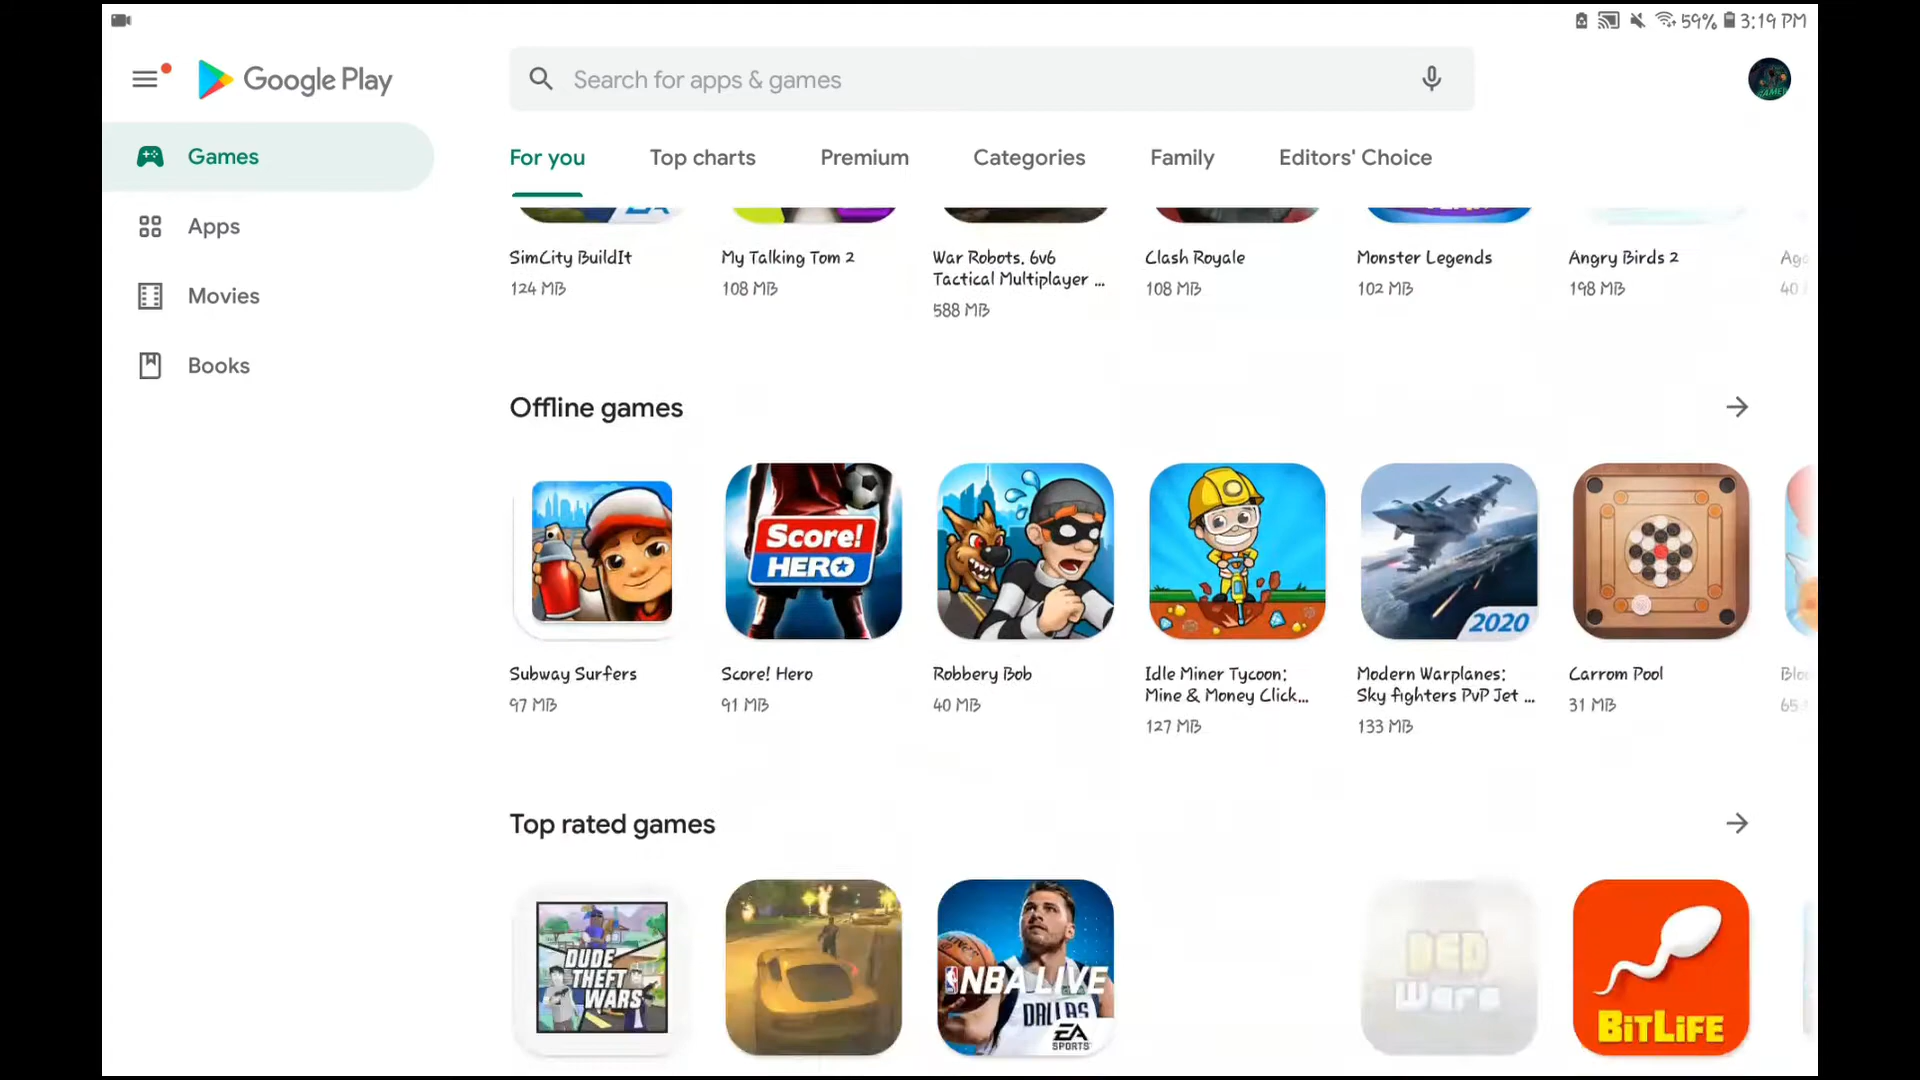 59% 3:19 PM
Google Play
Search for apps & games
Games
Apps
Movies
Books
For you
Top charts
Premium
Categories
Family
Editors' Choice
SimCity BuildIt
124 MB
My Talking Tom 2
108 MB
War Robots. 6v6
Tactical Multiplayer ...
588 MB
Clash Royale
108 MB
Monster Legends
102 MB
Angry Birds 2
198 MB
40
Offline games
Score!
HERO
2020
Subway Surfers
97 MB
Score! Hero
91 MB
Robbery Bob
40 MB
Idle Miner Tycoon:
Mine & Money Click...
127 MB
Modern Warplanes:
Sky fighters PvP Jet ...
133 MB
Carrom Pool
31 MB
65
Top rated games
DUDE
THEFT
WARS
NBA LIVE
DALLAS
EA
SPORTS
BED
WARS
BITLIFE